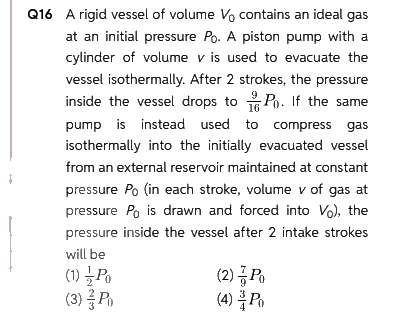 Q16 A rigid vessel of volume V₀ contains an ideal gas
at an initial pressure P₀. A piston pump with a
cylinder of volume v is used to evacuate the
vessel isothermally. After 2 strokes, the pressure
inside the vessel drops to 9/16 P₀. If the same
pump is instead used to compress gas
isothermally into the initially evacuated vessel
from an external reservoir maintained at constant
pressure P₀ (in each stroke, volume v of gas at
pressure P₀ is drawn and forced into V₀), the
pressure inside the vessel after 2 intake strokes
will be
(1) 1/2 P₀ (2) 7/9 P₀
(3) 2/3 P₀ (4) 3/4 P₀